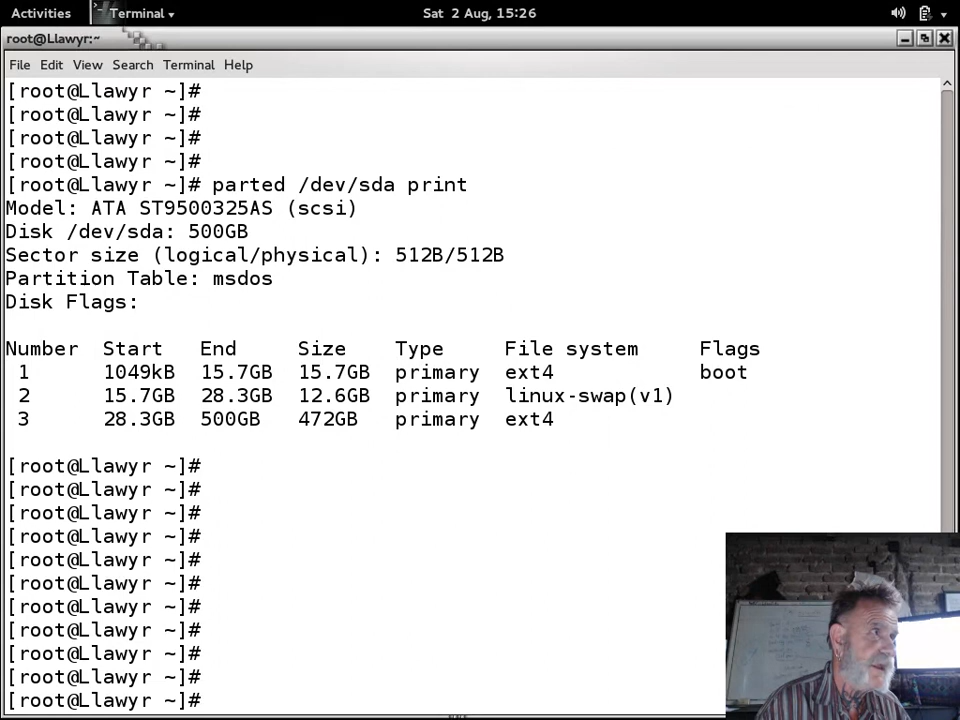 Activities Terminal Sat 2 Aug, 15:26
root@Llawyr:~
File Edit View Search Terminal Help
[root@Llawyr ~]#
[root@Llawyr ~]#
[root@Llawyr ~]#
[root@Llawyr ~]#
[root@Llawyr ~]# parted /dev/sda print
Model: ATA ST9500325AS (scsi)
Disk /dev/sda: 500GB
Sector size (logical/physical): 512B/512B
Partition Table: msdos
Disk Flags:
Number Start End Size Type File system Flags
1 1049kB 15.7GB 15.7GB primary ext4 boot
2 15.7GB 28.3GB 12.6GB primary linux-swap(v1)
3 28.3GB 500GB 472GB primary ext4
[root@Llawyr ~]#
[root@Llawyr ~]#
[root@Llawyr ~]#
[root@Llawyr ~]#
[root@Llawyr ~]#
[root@Llawyr ~]#
[root@Llawyr ~]#
[root@Llawyr ~]#
[root@Llawyr ~]#
[root@Llawyr ~]#
[root@Llawyr ~]#